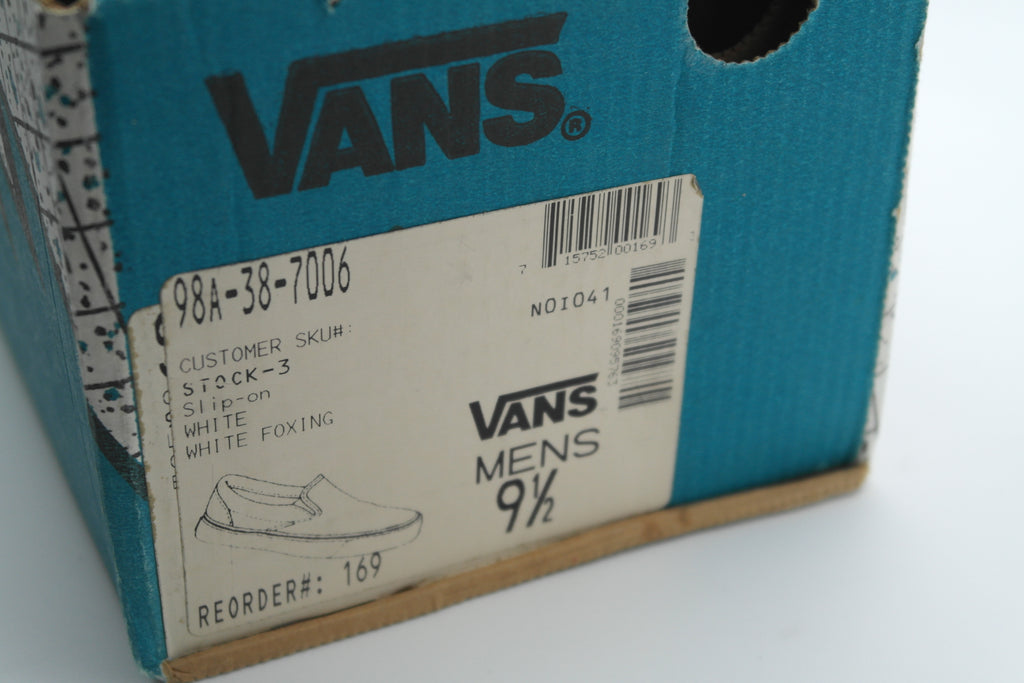 VANS®
98A-38-7006
CUSTOMER SKU#:
STOCK-3
Slip-on
WHITE
WHITE FOXING
REORDER#: 169
7 15752 00169 3
NOI041
VANS
MENS
9½